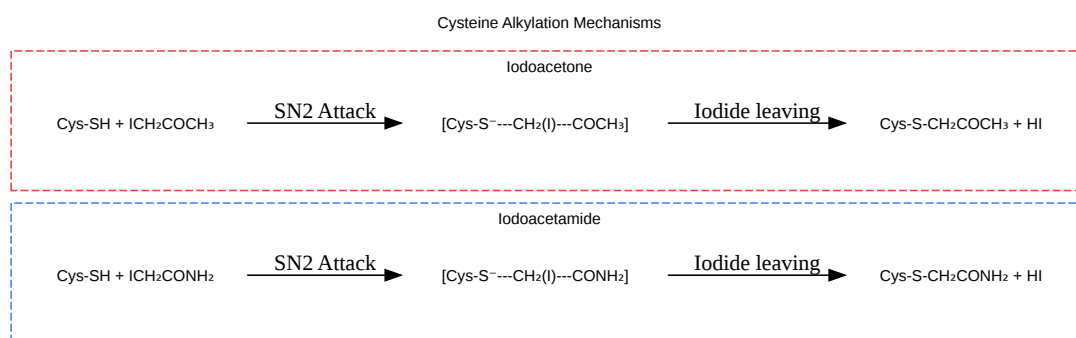 Cysteine Alkylation Mechanisms
Iodoacetone
Cys-SH + ICH₂COCH₃
SN2 Attack
[Cys-S⁻---CH₂(I)---COCH₃]
Iodide leaving
Cys-S-CH₂COCH₃ + HI
Iodoacetamide
Cys-SH + ICH₂CONH₂
SN2 Attack
[Cys-S⁻---CH₂(I)---CONH₂]
Iodide leaving
Cys-S-CH₂CONH₂ + HI